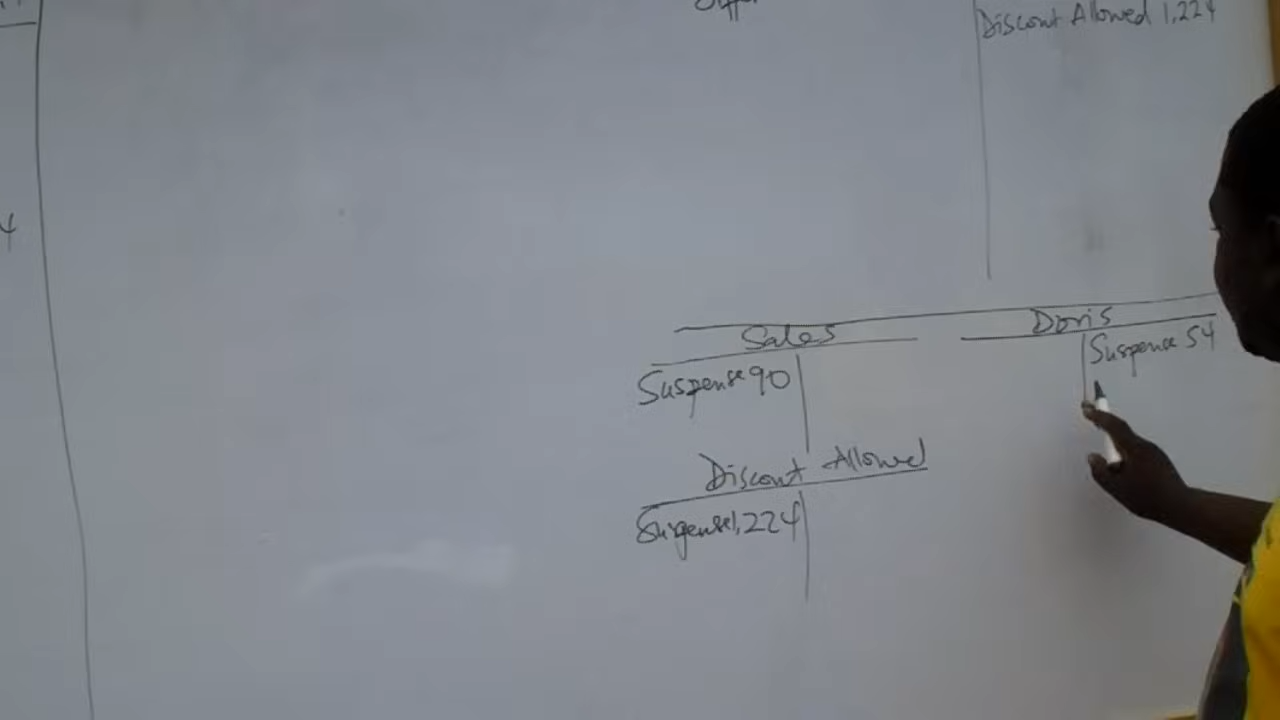 Discount Allowed 1,224
Sales
Doris
Suspense 90
Suspense 54
Discount Allowed
Suspense 1,224